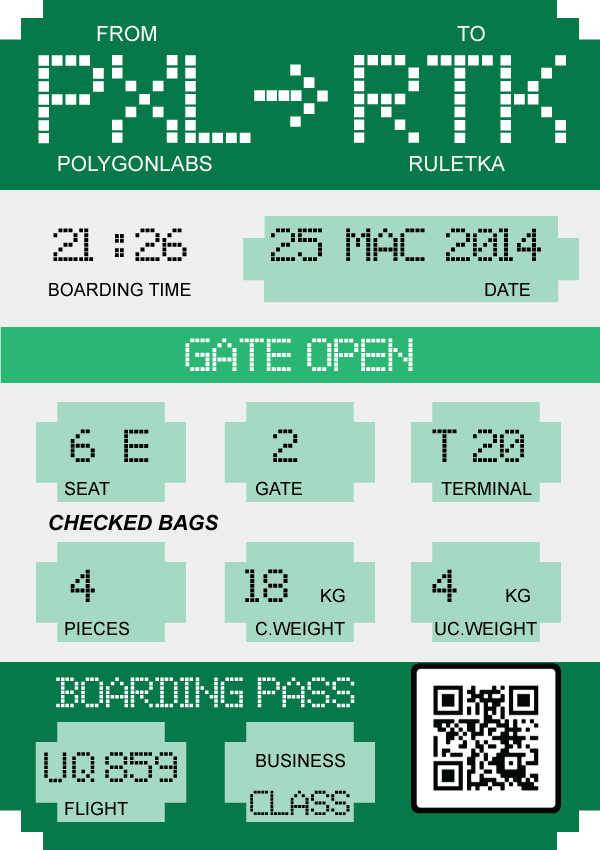 FROM TO
PXL → RTK
POLYGONLABS RULETKA
21 :26 25 MAC 2014
BOARDING TIME DATE
GATE OPEN
6 E 2 T 20
SEAT GATE TERMINAL
CHECKED BAGS
4 18 KG 4 KG
PIECES C.WEIGHT UC.WEIGHT
BOARDING PASS
UQ 859 BUSINESS
FLIGHT CLASS